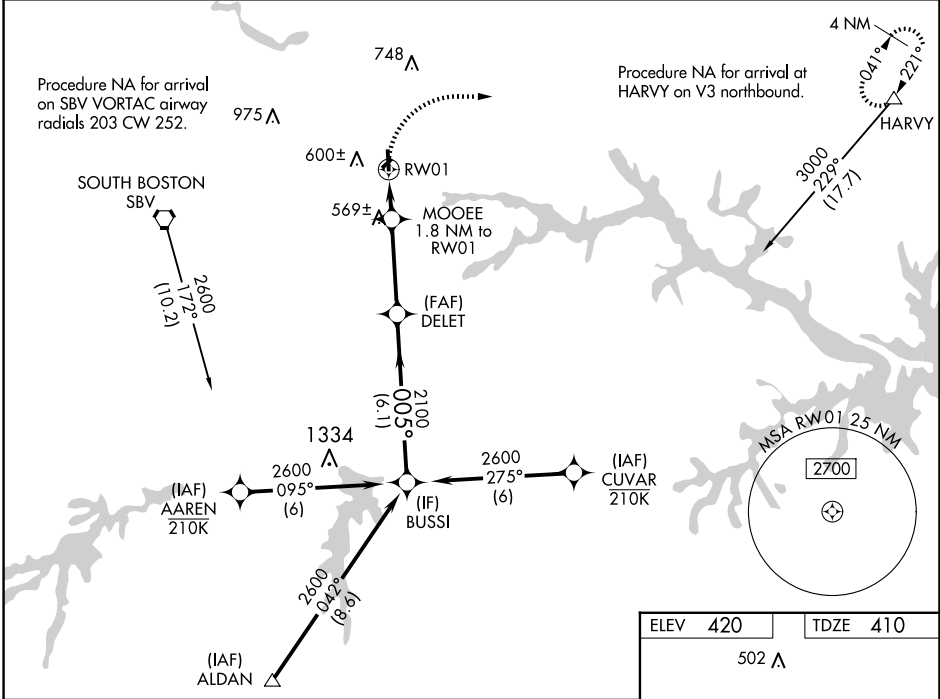 Procedure NA for arrival
on SBV VORTAC airway
radials 203 CW 252.
975
748
Procedure NA for arrival at
HARVY on V3 northbound.
4 NM
041°
221°
HARVY
3000
229°
(17.7)
600±
RW01
SOUTH BOSTON
SBV
2600
172°
(10.2)
569±
MOOEE
1.8 NM to
RW01
(FAF)
DELET
2100
005°
(6.1)
1334
(IAF)
AAREN
210K
2600
095°
(6)
(IF)
BUSSI
2600
275°
(6)
(IAF)
CUVAR
210K
2600
042°
(8.6)
(IAF)
ALDAN
MSA RW01 25 NM
2700
ELEV 420
TDZE 410
502